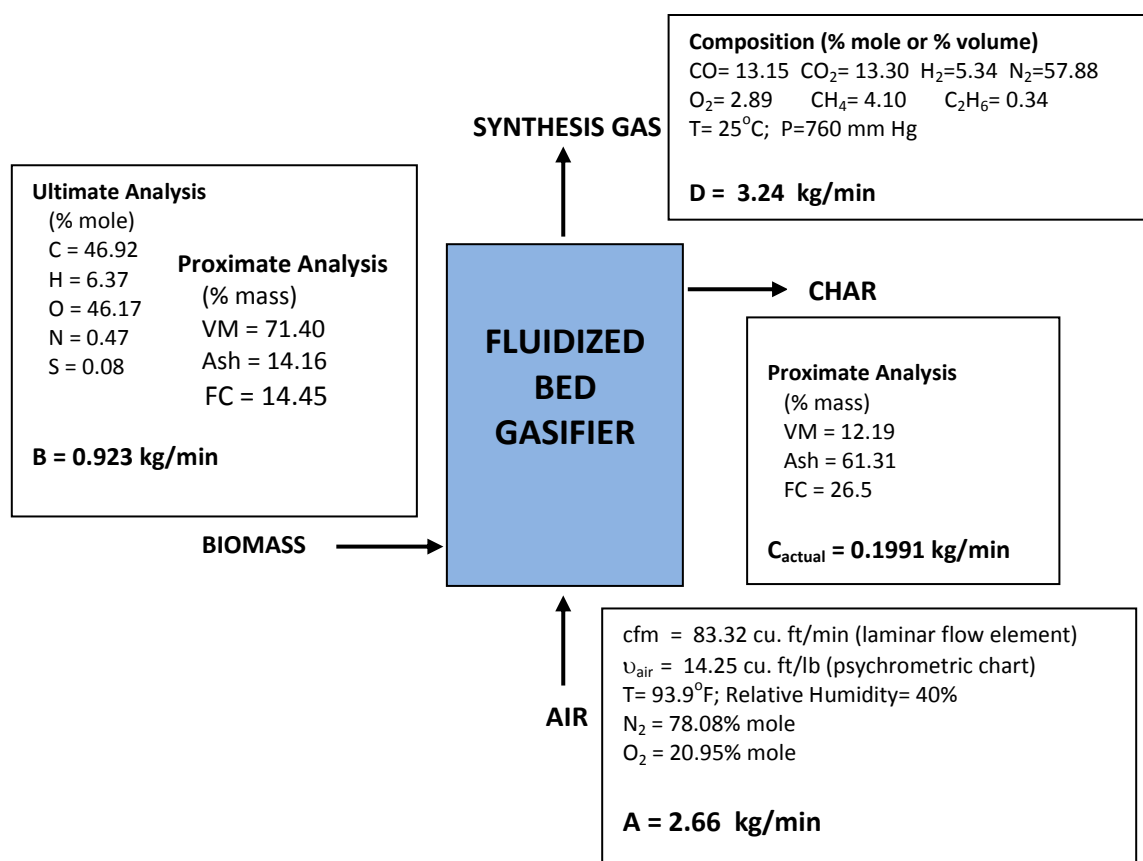 Composition (% mole or % volume)
CO= 13.15 CO₂= 13.30 H₂=5.34 N₂=57.88
O₂= 2.89 CH₄= 4.10 C₂H₆= 0.34
T= 25°C; P=760 mm Hg
D = 3.24 kg/min
SYNTHESIS GAS
Ultimate Analysis
(% mole)
C = 46.92
H = 6.37
O = 46.17
N = 0.47
S = 0.08
Proximate Analysis
(% mass)
VM = 71.40
Ash = 14.16
FC = 14.45
B = 0.923 kg/min
BIOMASS
FLUIDIZED
BED
GASIFIER
CHAR
Proximate Analysis
(% mass)
VM = 12.19
Ash = 61.31
FC = 26.5
C_actual = 0.1991 kg/min
AIR
cfm = 83.32 cu. ft/min (laminar flow element)
υ_air = 14.25 cu. ft/lb (psychrometric chart)
T= 93.9°F; Relative Humidity= 40%
N₂ = 78.08% mole
O₂ = 20.95% mole
A = 2.66 kg/min